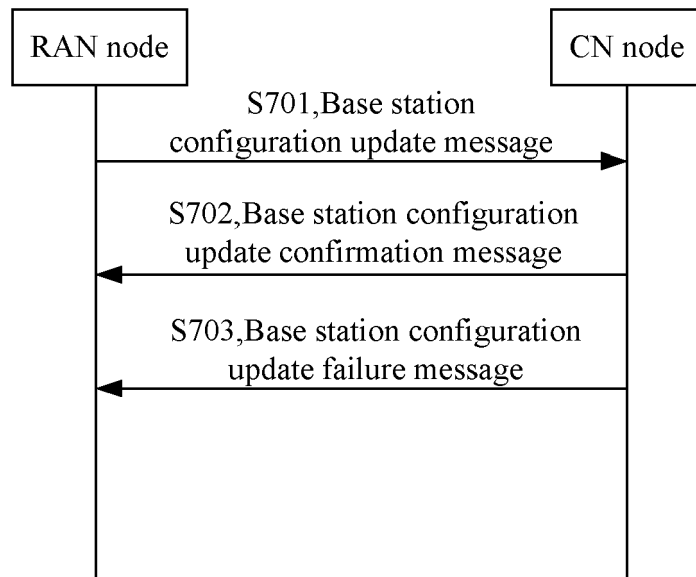 RAN node
CN node
S701,Base station
configuration update message
S702,Base station configuration
update confirmation message
S703,Base station configuration
update failure message